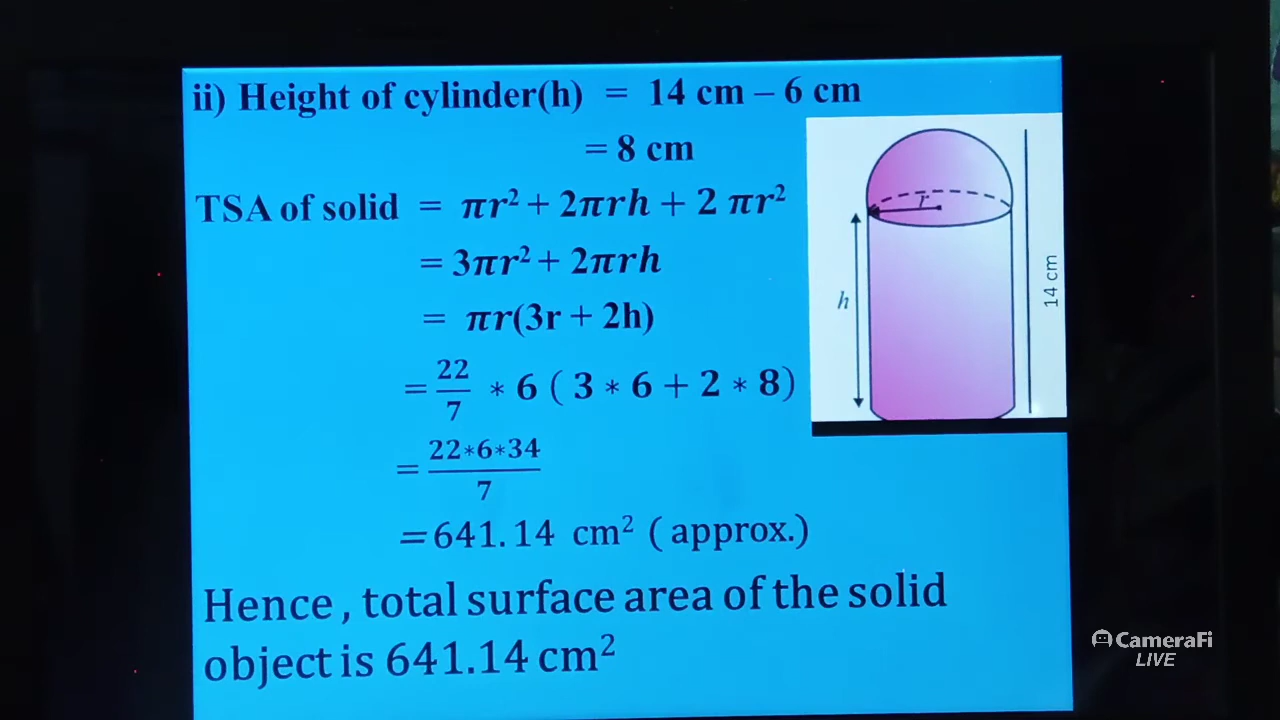 ii) Height of cylinder(h) = 14 cm – 6 cm
= 8 cm
TSA of solid = πr² + 2πrh + 2 πr²
= 3πr² + 2πrh
= πr(3r + 2h)
= 22/7 * 6 ( 3 * 6 + 2 * 8)
= 22*6*34/7
=641.14 cm² ( approx.)
Hence , total surface area of the solid
object is 641.14 cm²
r
h
14 cm
CameraFi
LIVE